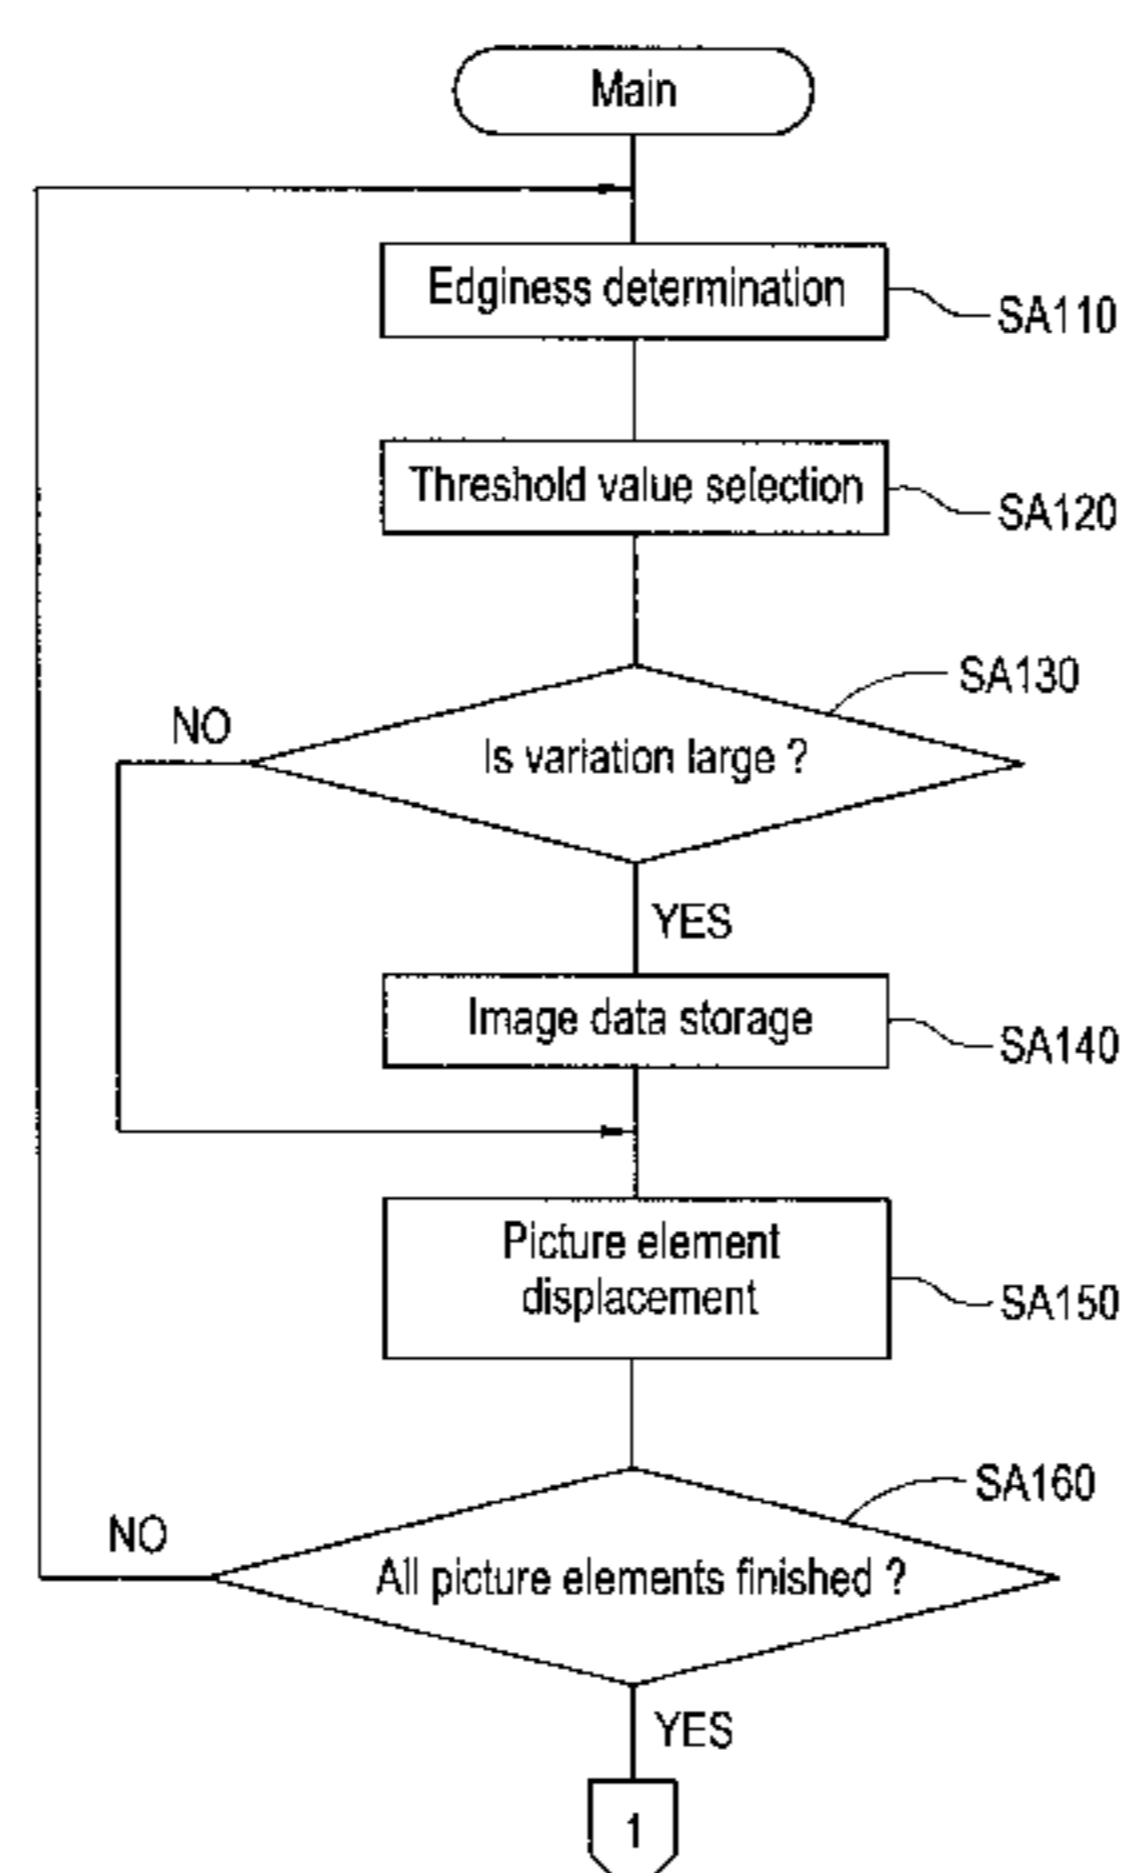 Main
Edginess determination
SA110
Threshold value selection
SA120
SA130
NO
Is variation large ?
YES
Image data storage
SA140
Picture element
displacement
SA150
SA160
NO
All picture elements finished ?
YES
1